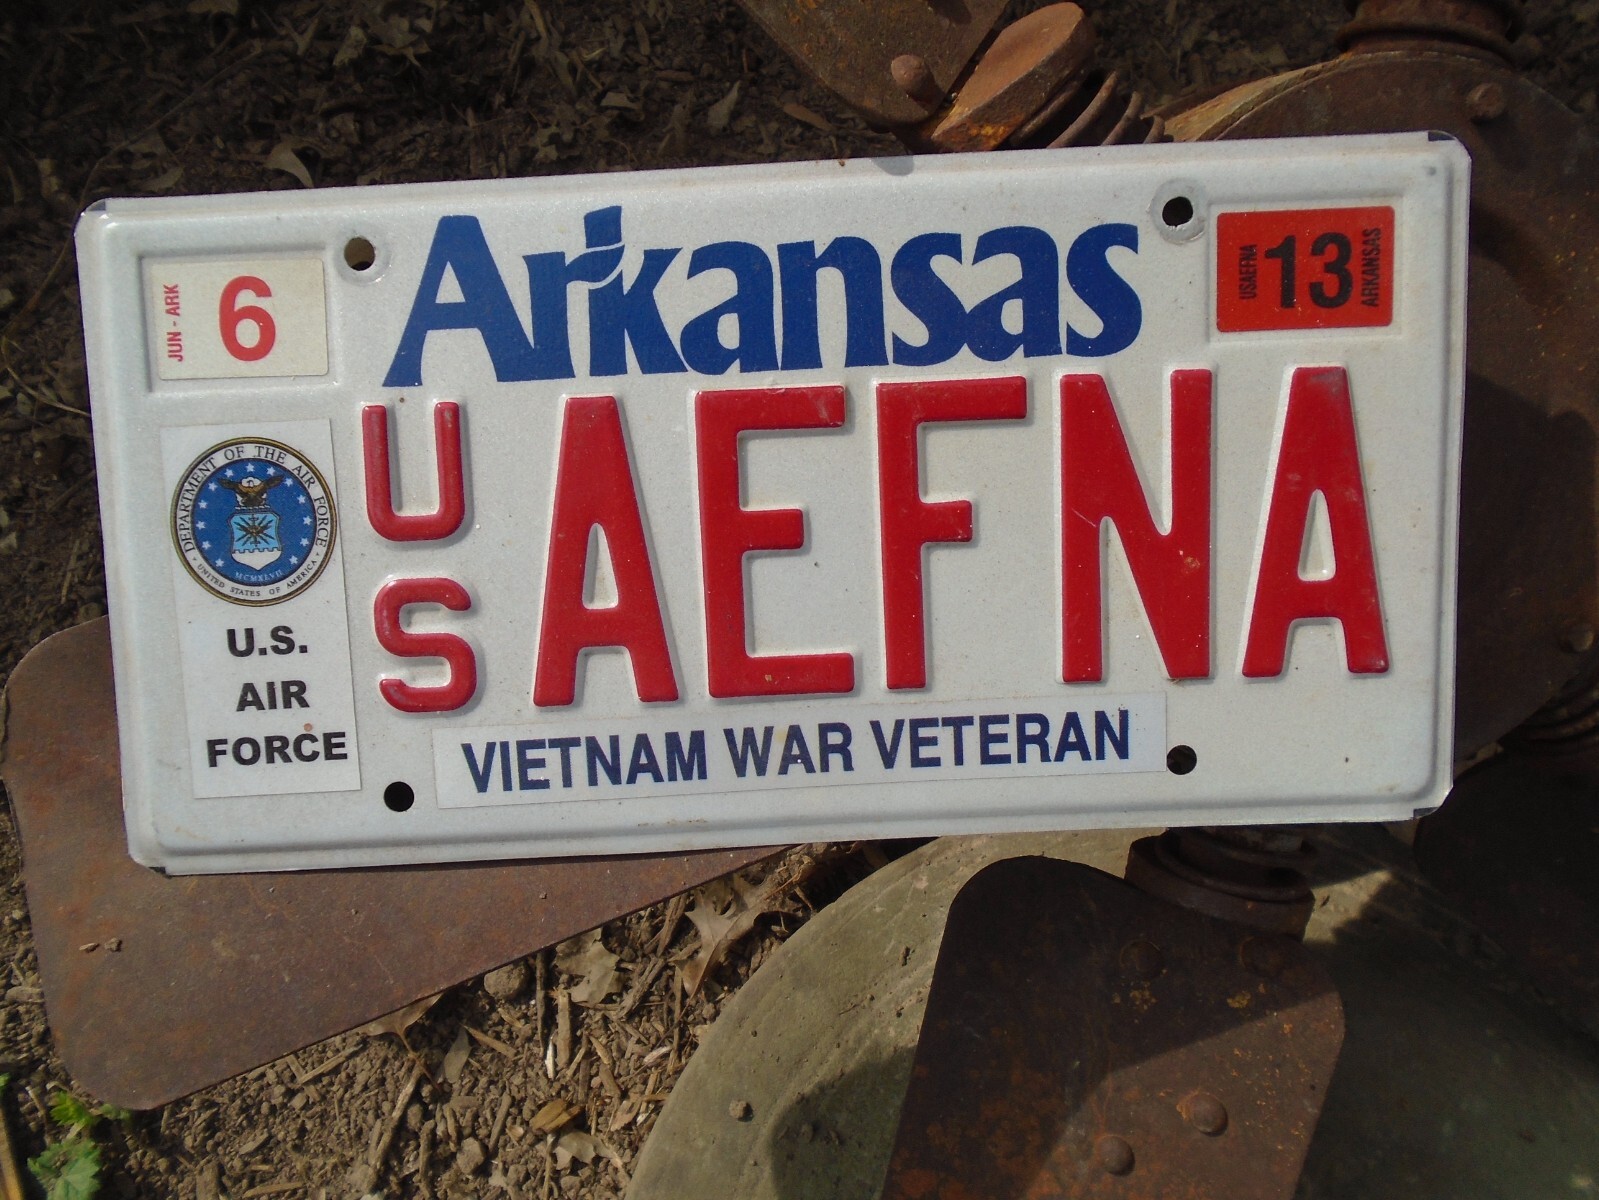 Arkansas
JUN - ARK
6
USAEFNA
13
ARKANSAS
US AEFNA
DEPARTMENT OF THE AIR FORCE
MCMXLVII
UNITED STATES OF AMERICA
U.S.
AIR
FORCE
VIETNAM WAR VETERAN